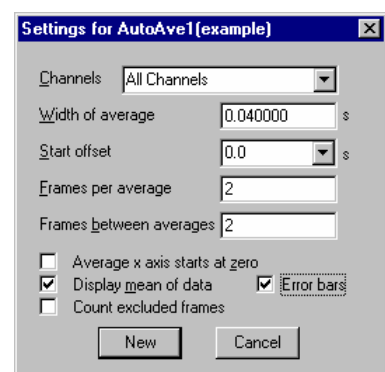 Settings for AutoAve1(example)
Channels All Channels
Width of average 0.040000 s
Start offset 0.0 s
Frames per average 2
Frames between averages 2
Average x axis starts at zero
Display mean of data Error bars
Count excluded frames
New Cancel